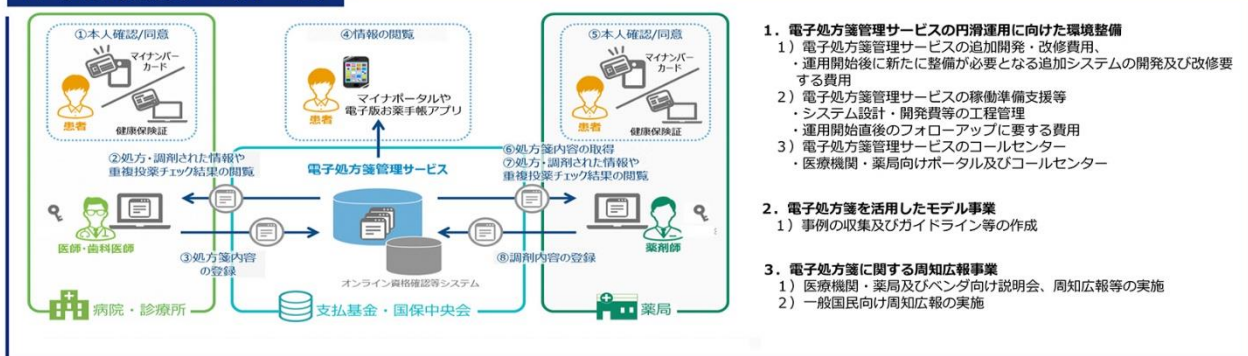 ①本人確認/同意
マイナンバー
カード
患者
健康保険証
④情報の閲覧
患者
マイナポータルや
電子版お薬手帳アプリ
⑤本人確認/同意
マイナンバー
カード
患者
健康保険証
②処方・調剤された情報や
重複投薬チェック結果の閲覧
電子処方箋管理サービス
⑥処方箋内容の取得
⑦処方・調剤された情報や
重複投薬チェック結果の閲覧
医師・歯科医師
薬剤師
③処方箋内容
の登録
⑧調剤内容の登録
オンライン資格確認等システム
病院・診療所
支払基金・国保中央会
薬局
1．電子処方箋管理サービスの円滑運用に向けた環境整備
1）電子処方箋管理サービスの追加開発・改修費用、
・運用開始後に新たに整備が必要となる追加システムの開発及び改修要
する費用
2）電子処方箋管理サービスの稼働準備支援等
・システム設計・開発費等の工程管理
・運用開始直後のフォローアップに要する費用
3）電子処方箋管理サービスのコールセンター
・医療機関・薬局向けポータル及びコールセンター
2．電子処方箋を活用したモデル事業
1）事例の収集及びガイドライン等の作成
3．電子処方箋に関する周知広報事業
1）医療機関・薬局及びベンダ向け説明会、周知広報等の実施
2）一般国民向け周知広報の実施